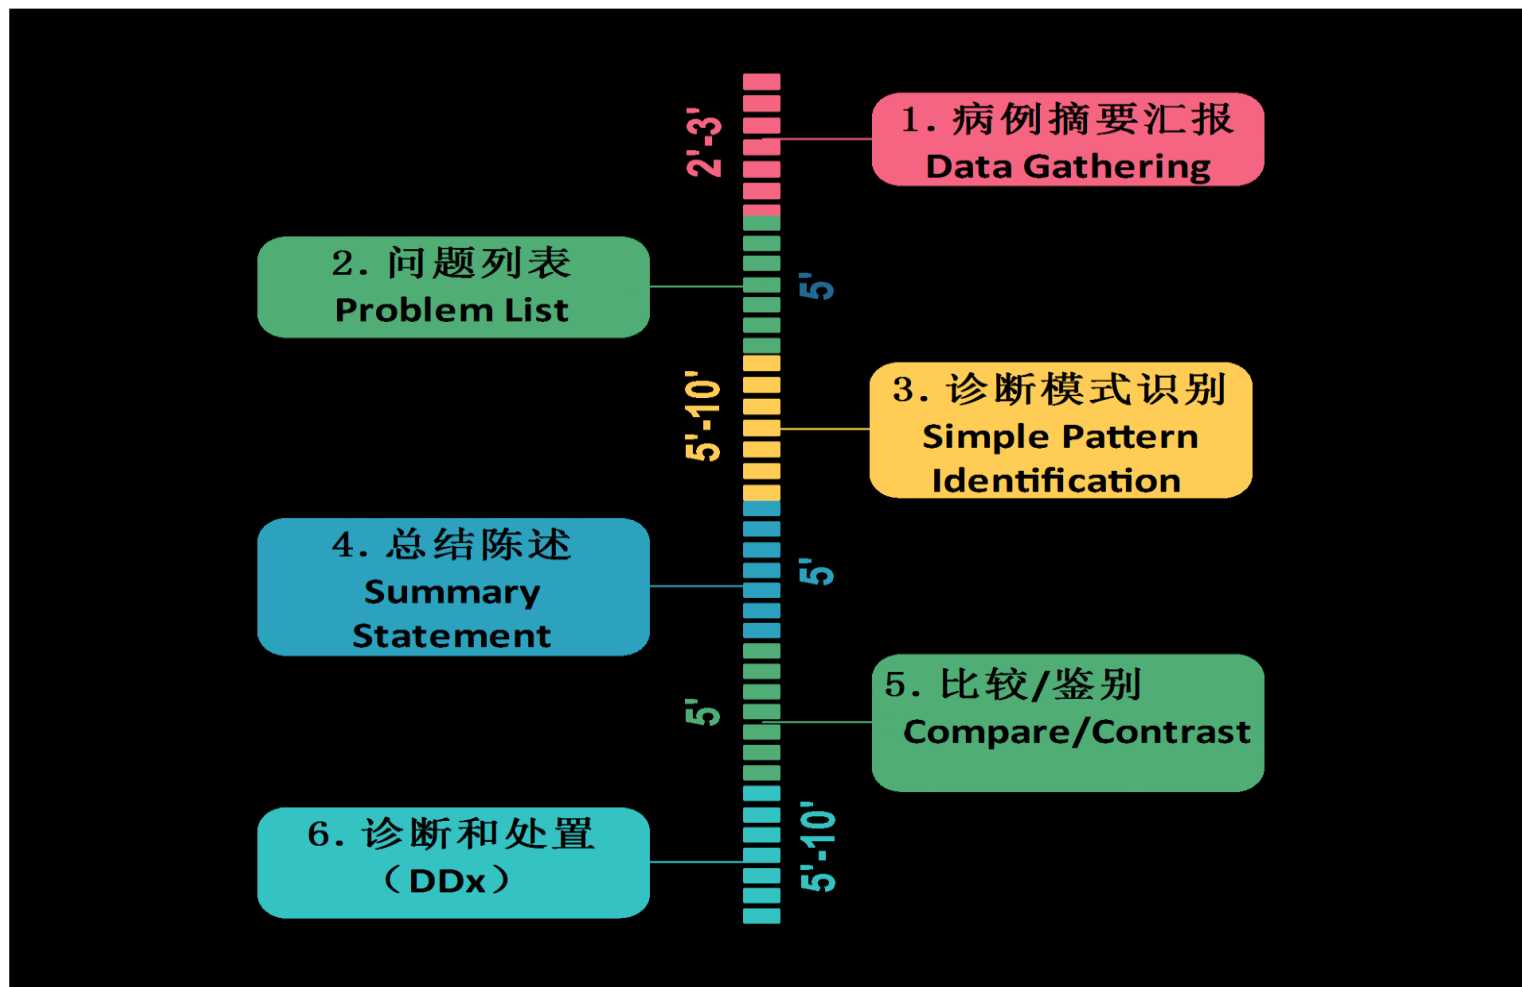 2'-3'
1. 病例摘要汇报
Data Gathering
2. 问题列表
Problem List
5'
5'-10'
3. 诊断模式识别
Simple Pattern
Identification
4. 总结陈述
Summary
Statement
5'
5'
5. 比较/鉴别
Compare/Contrast
6. 诊断和处置
（DDx）
5'-10'